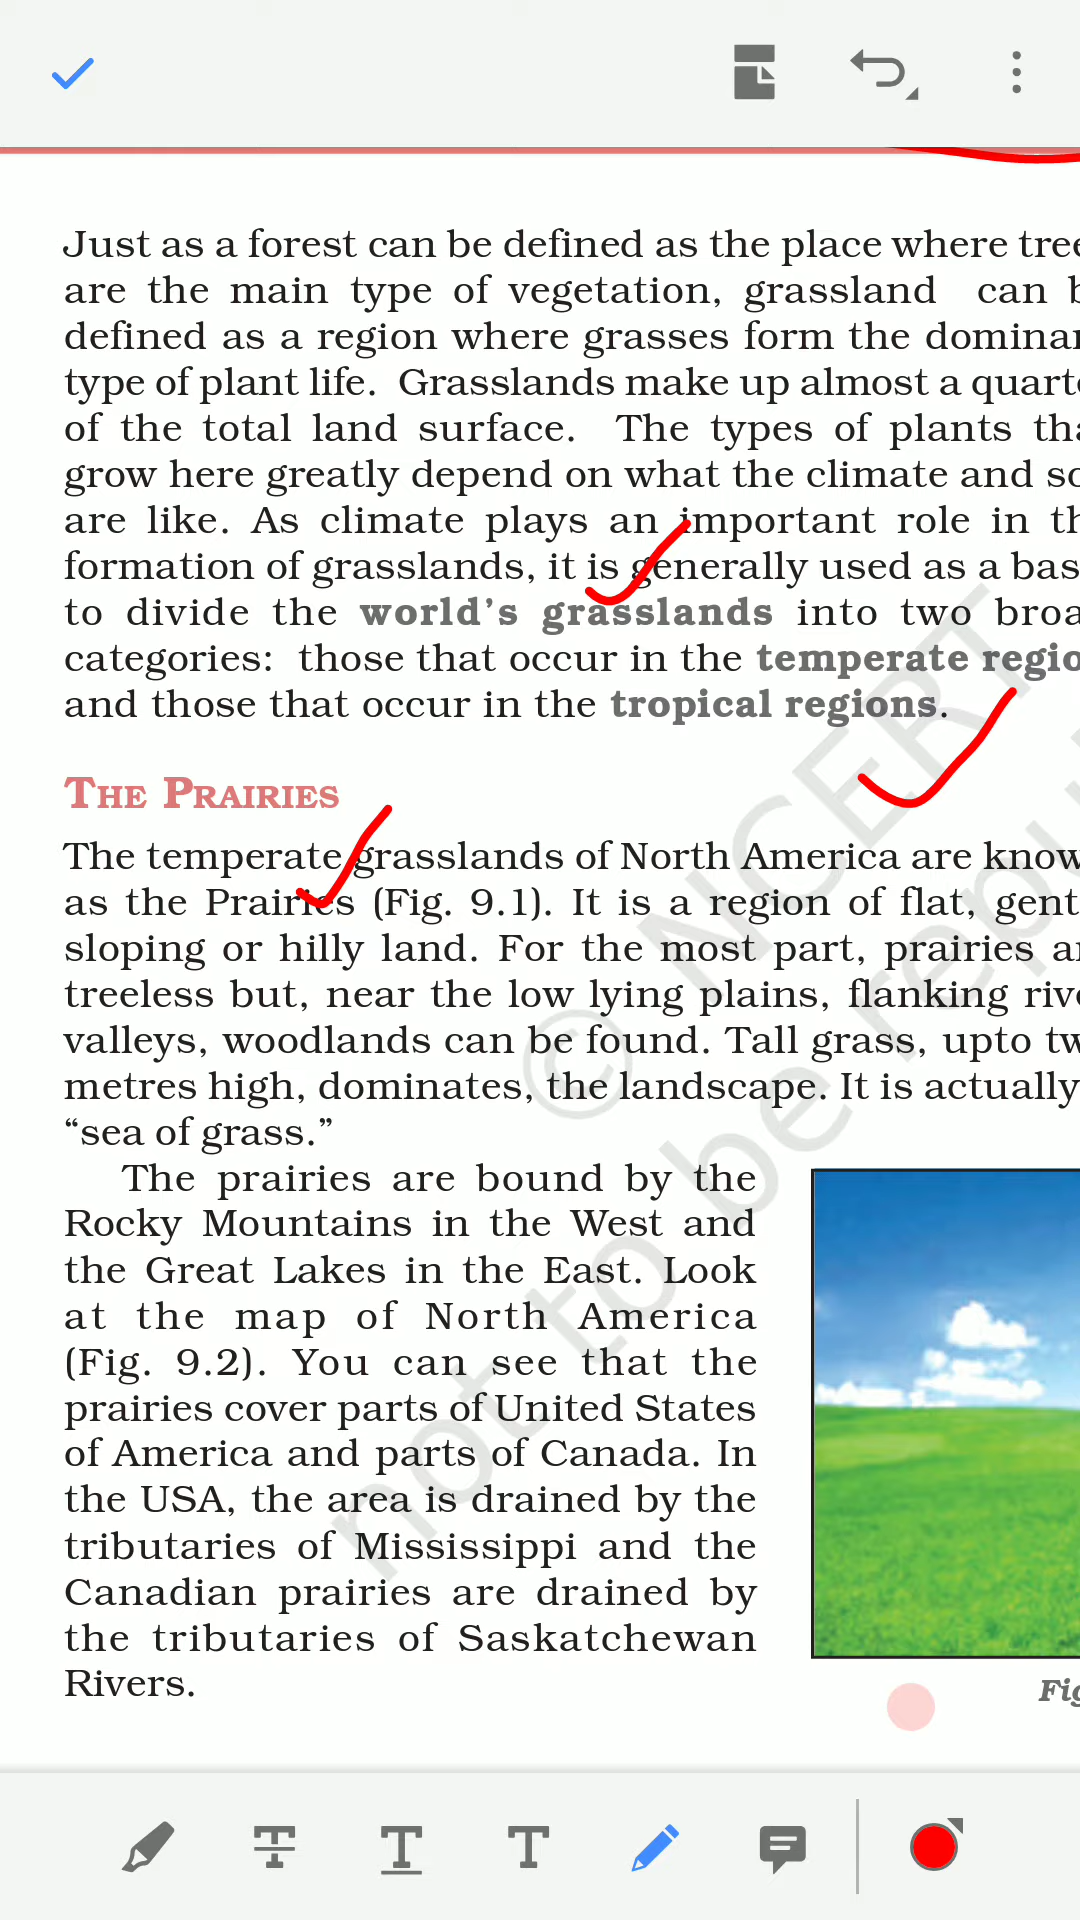 Just as a forest can be defined as the place where tree
are the main type of vegetation, grassland can b
defined as a region where grasses form the dominan
type of plant life. Grasslands make up almost a quarte
of the total land surface. The types of plants tha
grow here greatly depend on what the climate and so
are like. As climate plays an important role in th
formation of grasslands, it is generally used as a bas
to divide the world's grasslands into two broa
categories: those that occur in the temperate regio
and those that occur in the tropical regions.
THE PRAIRIES
The temperate grasslands of North America are know
as the Prairies (Fig. 9.1). It is a region of flat, gent
sloping or hilly land. For the most part, prairies ar
treeless but, near the low lying plains, flanking rive
valleys, woodlands can be found. Tall grass, upto tw
metres high, dominates, the landscape. It is actually
“sea of grass.”
The prairies are bound by the
Rocky Mountains in the West and
the Great Lakes in the East. Look
at the map of North America
(Fig. 9.2). You can see that the
prairies cover parts of United States
of America and parts of Canada. In
the USA, the area is drained by the
tributaries of Mississippi and the
Canadian prairies are drained by
the tributaries of Saskatchewan
Rivers.
Fig
© NCERT
not to be repu